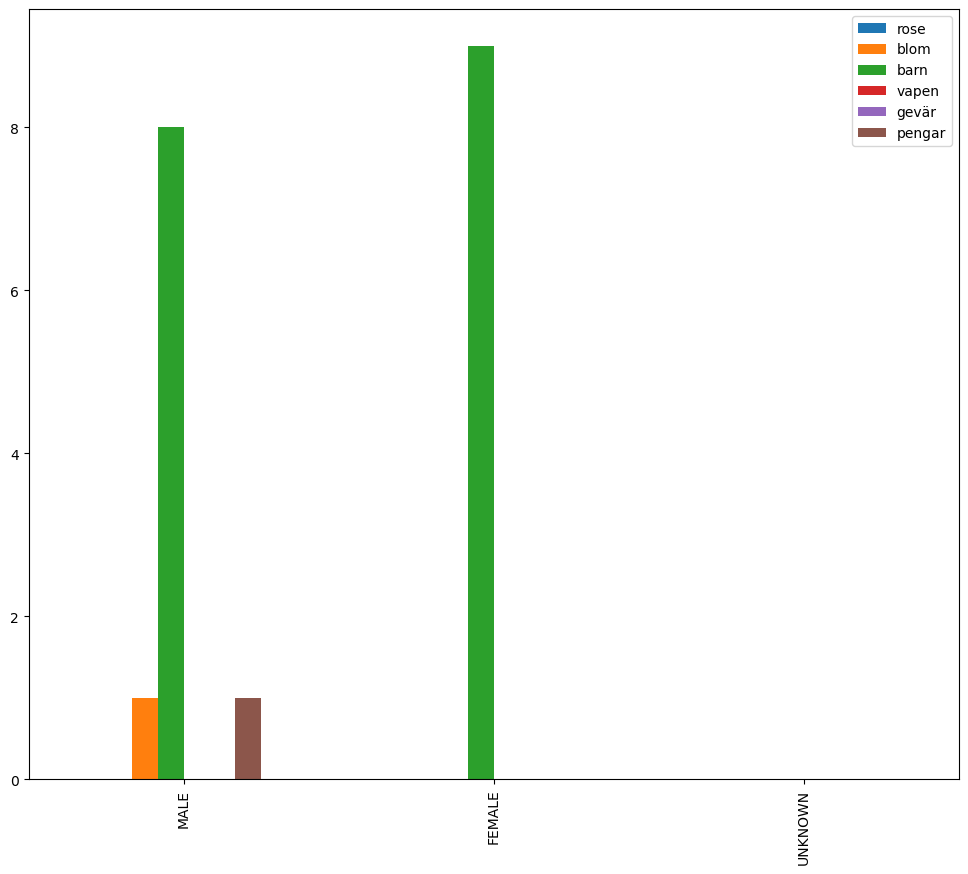 rose
blom
barn
vapen
gevär
pengar
8
6
4
2
0
MALE
FEMALE
UNKNOWN